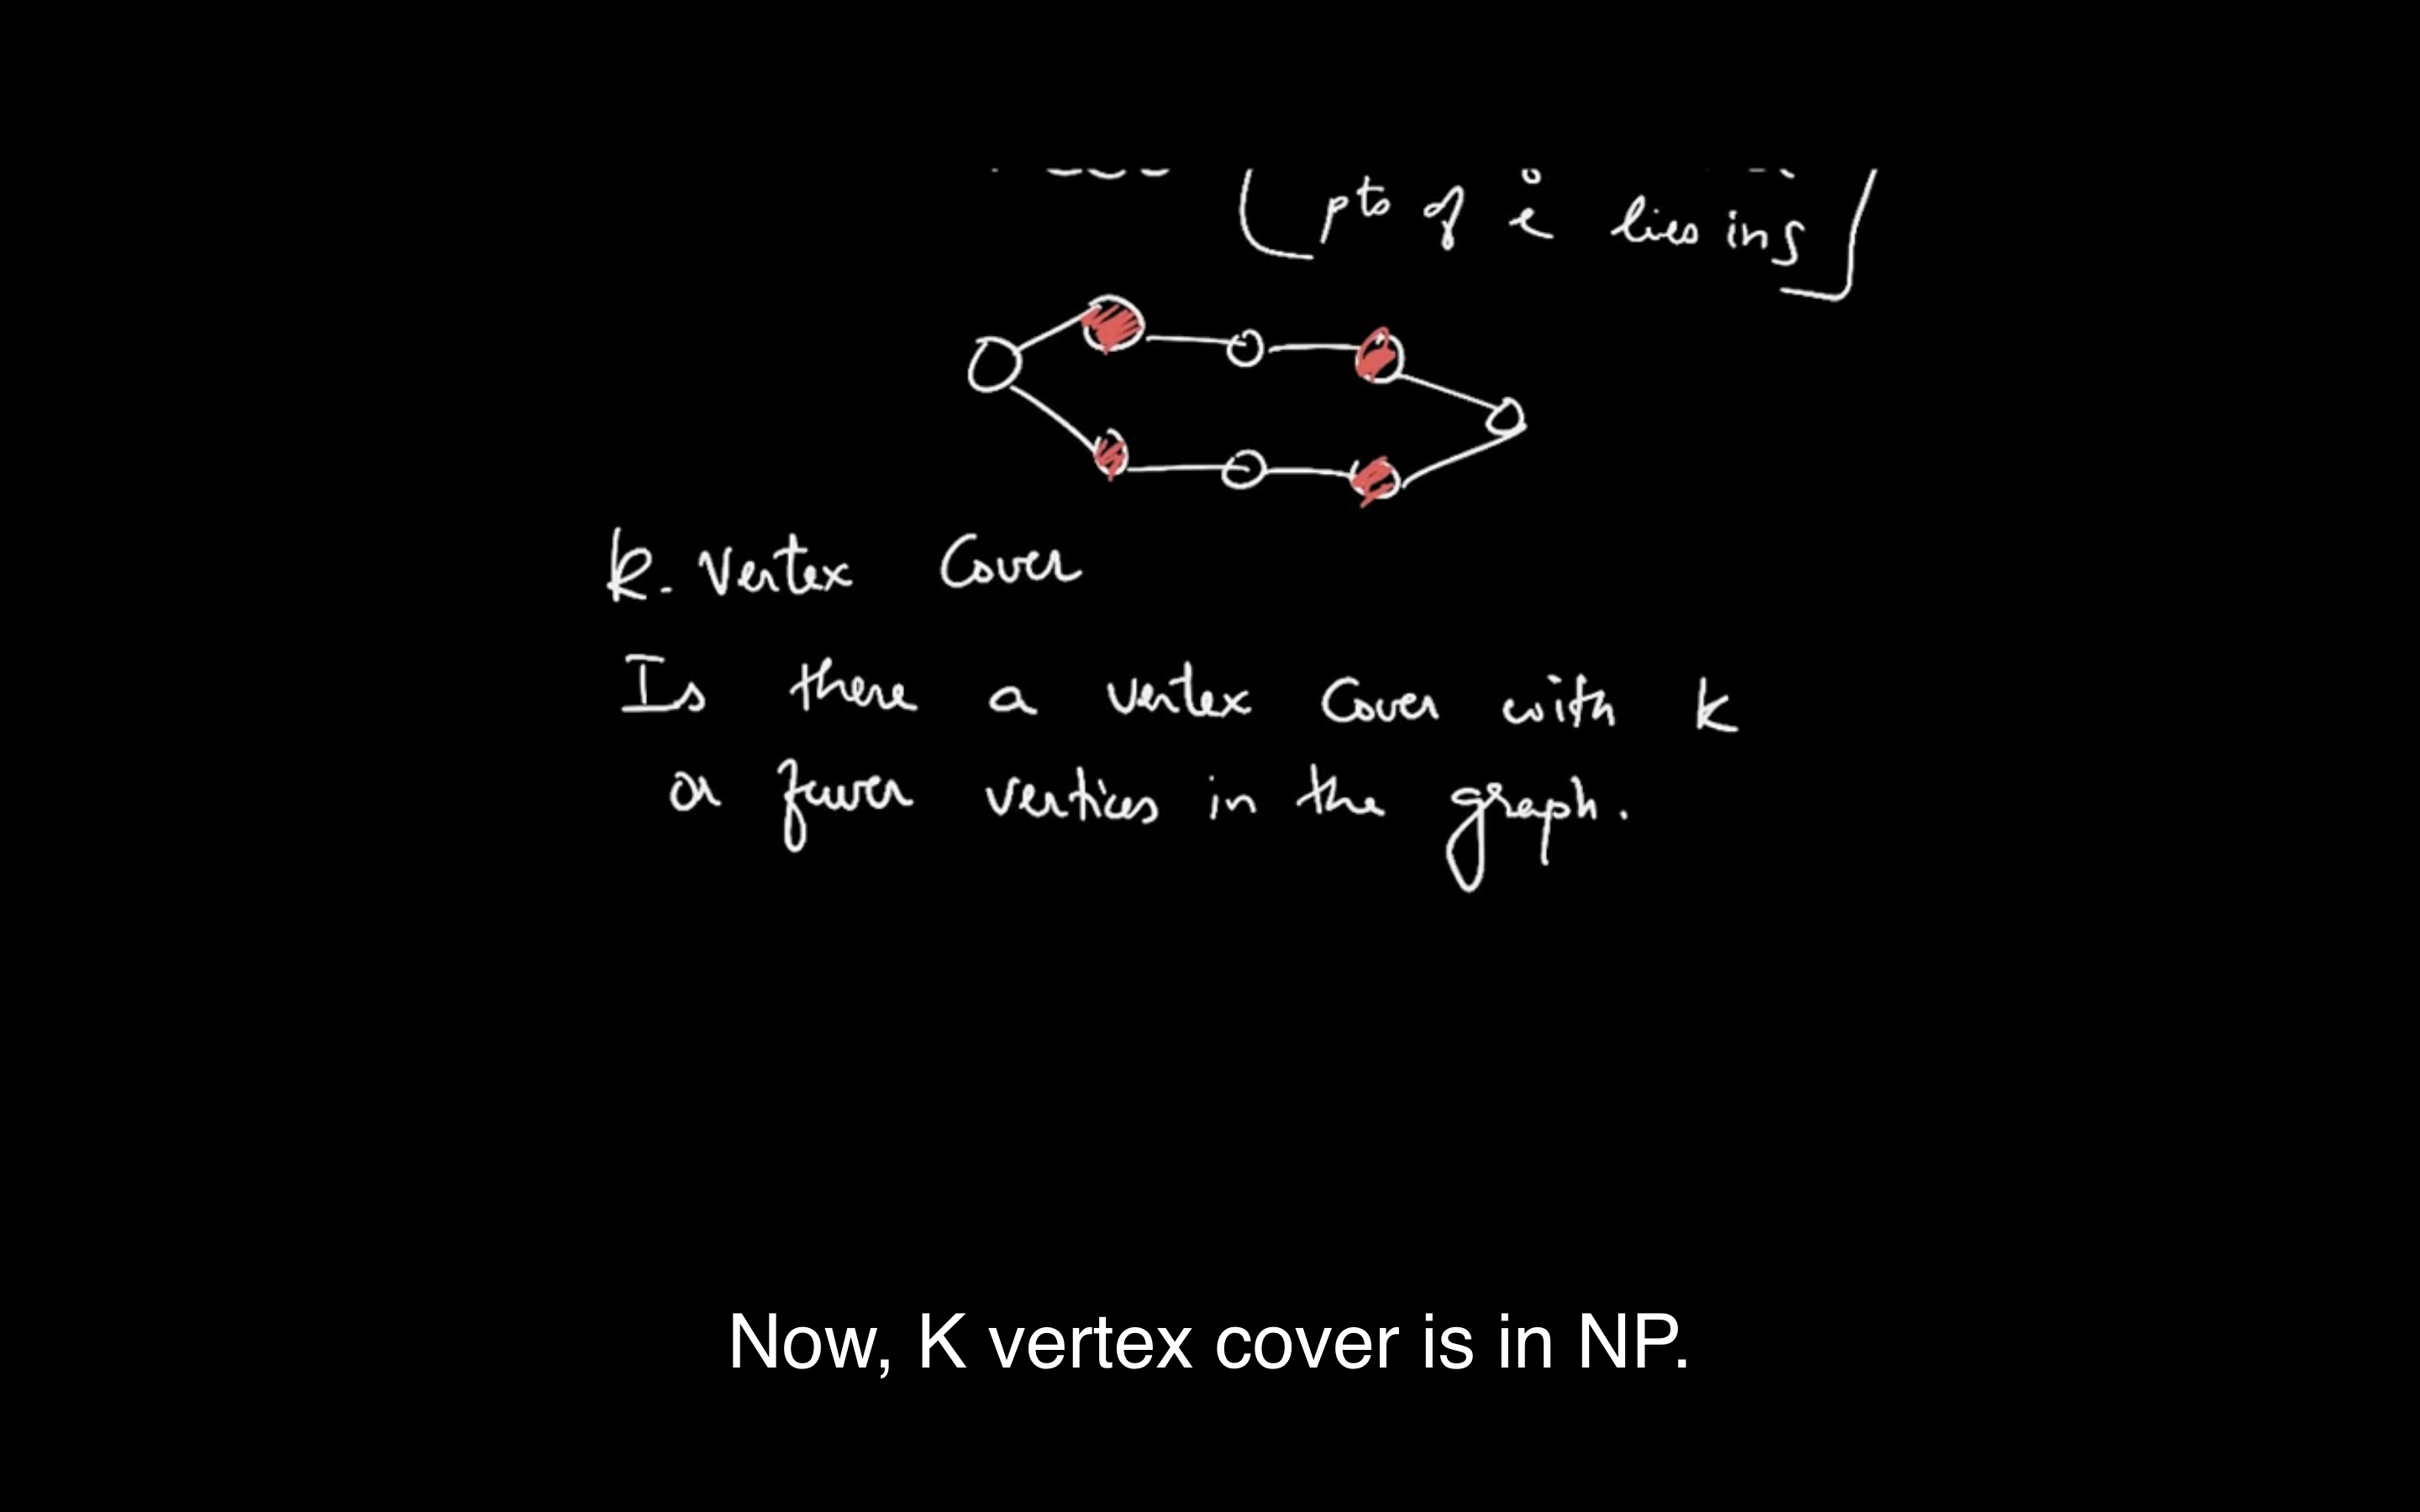 pts of e lies in S
k. Vertex Cover
Is there a vertex cover with k
or fewer vertices in the graph.
Now, K vertex cover is in NP.